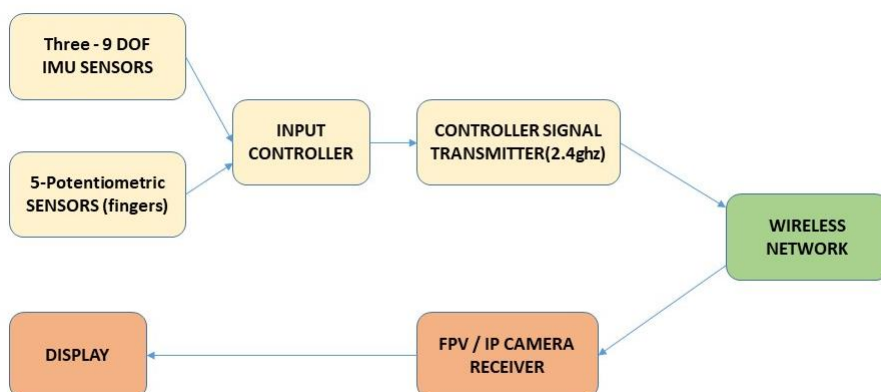 Three - 9 DOF
IMU SENSORS
5-Potentiometric
SENSORS (fingers)
INPUT
CONTROLLER
CONTROLLER SIGNAL
TRANSMITTER(2.4ghz)
WIRELESS
NETWORK
FPV / IP CAMERA
RECEIVER
DISPLAY